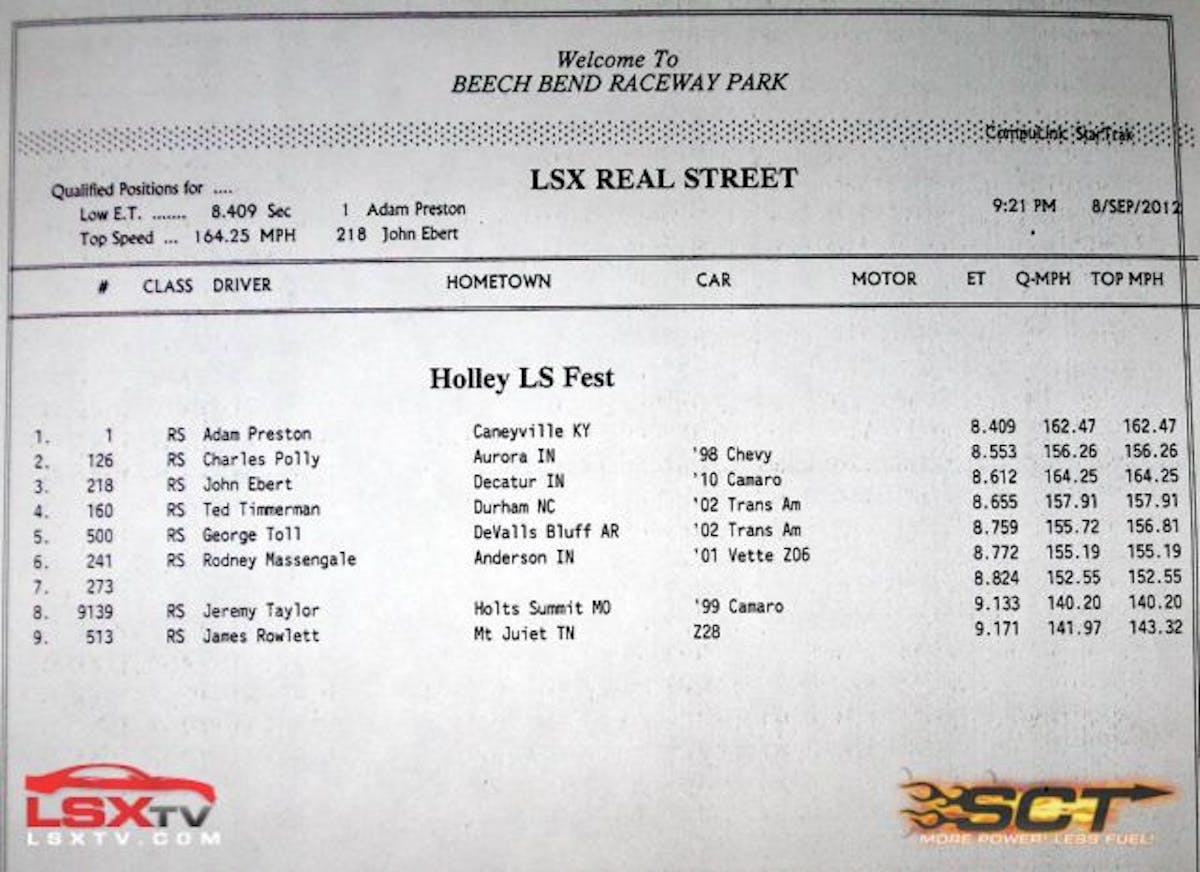 Welcome To
BEECH BEND RACEWAY PARK
CompuLink StarTrak
Qualified Positions for ....
LSX REAL STREET
Low E.T. ....... 8.409 Sec 1 Adam Preston 9:21 PM 8/SEP/2012
Top Speed ... 164.25 MPH 218 John Ebert
# CLASS DRIVER HOMETOWN CAR MOTOR ET Q-MPH TOP MPH
Holley LS Fest
1. 1 RS Adam Preston Caneyville KY 8.409 162.47 162.47
2. 126 RS Charles Polly Aurora IN '98 Chevy 8.553 156.26 156.26
3. 218 RS John Ebert Decatur IN '10 Camaro 8.612 164.25 164.25
4. 160 RS Ted Timmerman Durham NC '02 Trans Am 8.655 157.91 157.91
5. 500 RS George Toll DeValls Bluff AR '02 Trans Am 8.759 155.72 156.81
6. 241 RS Rodney Massengale Anderson IN '01 Vette Z06 8.772 155.19 155.19
7. 273 8.824 152.55 152.55
8. 9139 RS Jeremy Taylor Holts Summit MO '99 Camaro 9.133 140.20 140.20
9. 513 RS James Rowlett Mt Juiet TN Z28 9.171 141.97 143.32
LSXTV
LSXTV.COM
SCT
MORE POWER! LESS FUEL!